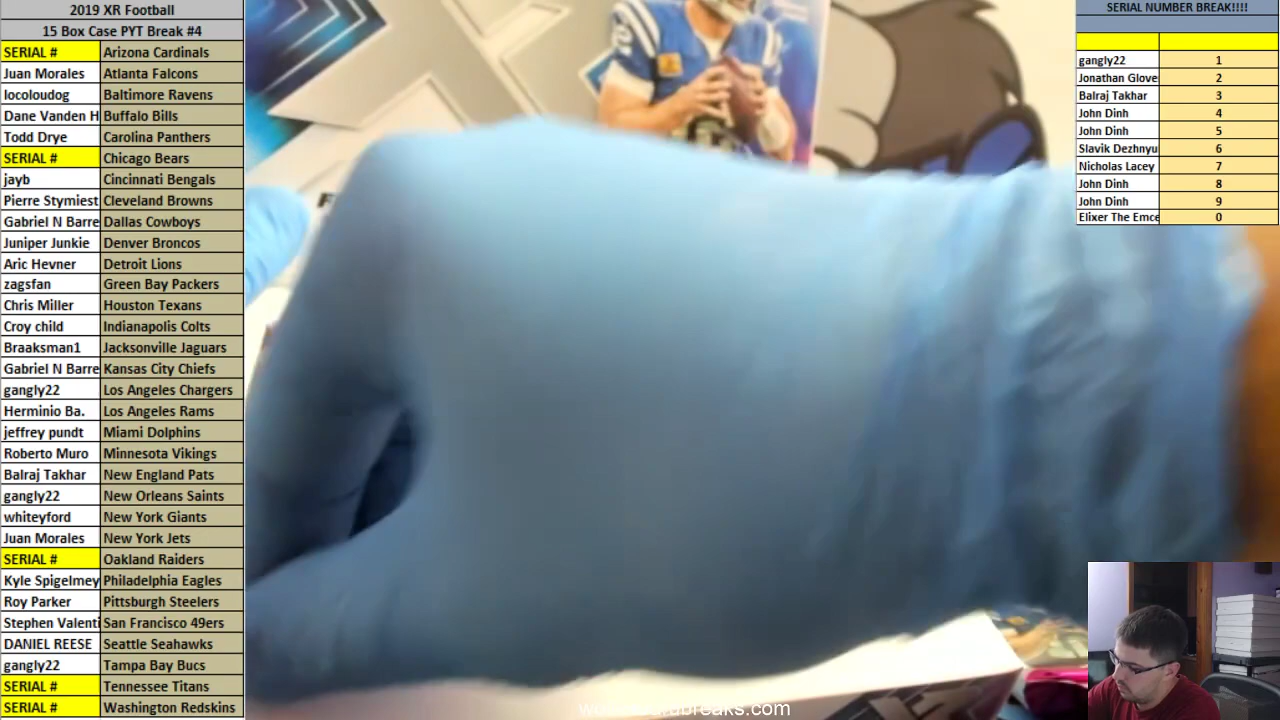 2019 XR Football
15 Box Case PYT Break #4
SERIAL # Arizona Cardinals
Juan Morales Atlanta Falcons
locoloudog Baltimore Ravens
Dane Vanden H Buffalo Bills
Todd Drye Carolina Panthers
SERIAL # Chicago Bears
jayb Cincinnati Bengals
Pierre Stymiest Cleveland Browns
Gabriel N Barre Dallas Cowboys
Juniper Junkie Denver Broncos
Aric Hevner Detroit Lions
zagsfan Green Bay Packers
Chris Miller Houston Texans
Croy child Indianapolis Colts
Braaksman1 Jacksonville Jaguars
Gabriel N Barre Kansas City Chiefs
gangly22 Los Angeles Chargers
Herminio Ba. Los Angeles Rams
jeffrey pundt Miami Dolphins
Roberto Muro Minnesota Vikings
Balraj Takhar New England Pats
gangly22 New Orleans Saints
whiteyford New York Giants
Juan Morales New York Jets
SERIAL # Oakland Raiders
Kyle Spigelmey Philadelphia Eagles
Roy Parker Pittsburgh Steelers
Stephen Valenti San Francisco 49ers
DANIEL REESE Seattle Seahawks
gangly22 Tampa Bay Bucs
SERIAL # Tennessee Titans
SERIAL # Washington Redskins
SERIAL NUMBER BREAK!!!!
gangly22 1
Jonathan Glove 2
Balraj Takhar 3
John Dinh 4
John Dinh 5
Slavik Dezhnyu 6
Nicholas Lacey 7
John Dinh 8
John Dinh 9
Elixer The Emce 0